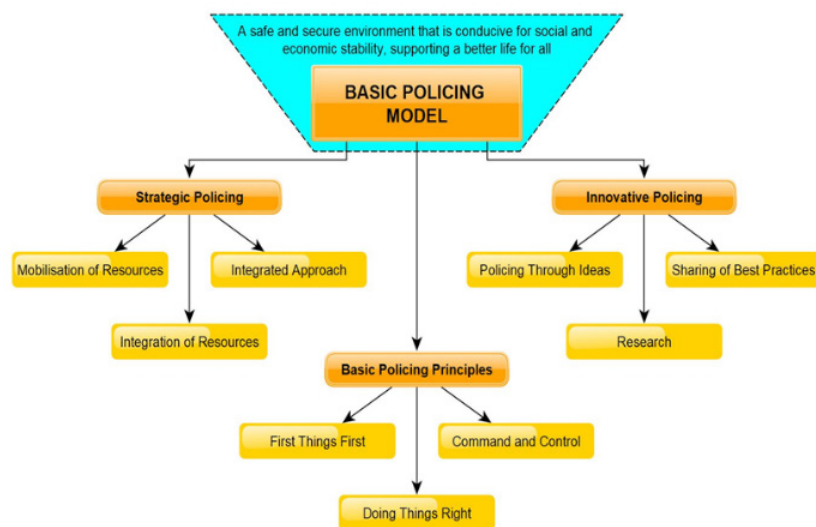 A safe and secure environment that is conducive for social and
economic stability, supporting a better life for all
BASIC POLICING
MODEL
Strategic Policing
Innovative Policing
Mobilisation of Resources
Integrated Approach
Policing Through Ideas
Sharing of Best Practices
Integration of Resources
Research
Basic Policing Principles
First Things First
Command and Control
Doing Things Right